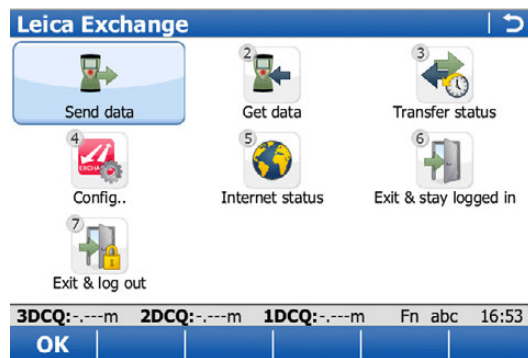 Leica Exchange
Send data
2
Get data
3
Transfer status
4
EXCHANGE
Config..
5
Internet status
6
Exit & stay logged in
7
Exit & log out
3DCQ:-.---m 2DCQ:-.---m 1DCQ:-.---m Fn abc 16:53
OK